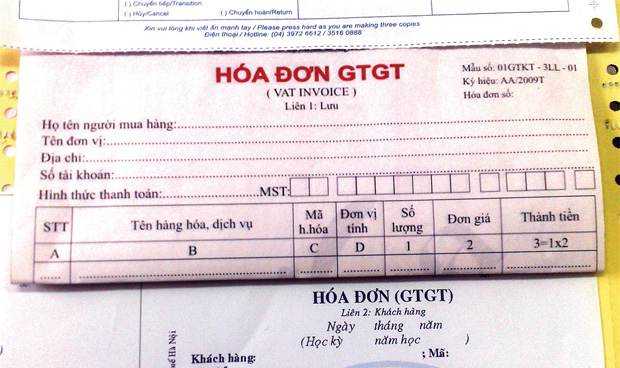 ( ) Chuyển tiếp/Transition
( ) Hủy/Cancel
( ) Chuyển hoàn/Return
Xin vui lòng khi viết ấn mạnh tay / Please press hard as you are making three copies
Điện thoại / Hotline: (04) 3972 6612 / 3516 0888
HÓA ĐƠN GTGT
( VAT INVOICE )
Liên 1: Lưu
Mẫu số: 01GTKT - 3LL - 01
Ký hiệu: AA/2009T
Hóa đơn số:
Họ tên người mua hàng:
Tên đơn vị:
Địa chỉ:
Số tài khoản:
Hình thức thanh toán: MST:
STT Tên hàng hóa, dịch vụ Mã h.hóa Đơn vị tính Số lượng Đơn giá Thành tiền
A B C D 1 2 3=1x2
HÓA ĐƠN (GTGT)
Liên 2: Khách hàng
Ngày tháng năm
(Học kỳ năm học )
Khách hàng: ; Mã:
uế Hà Nội